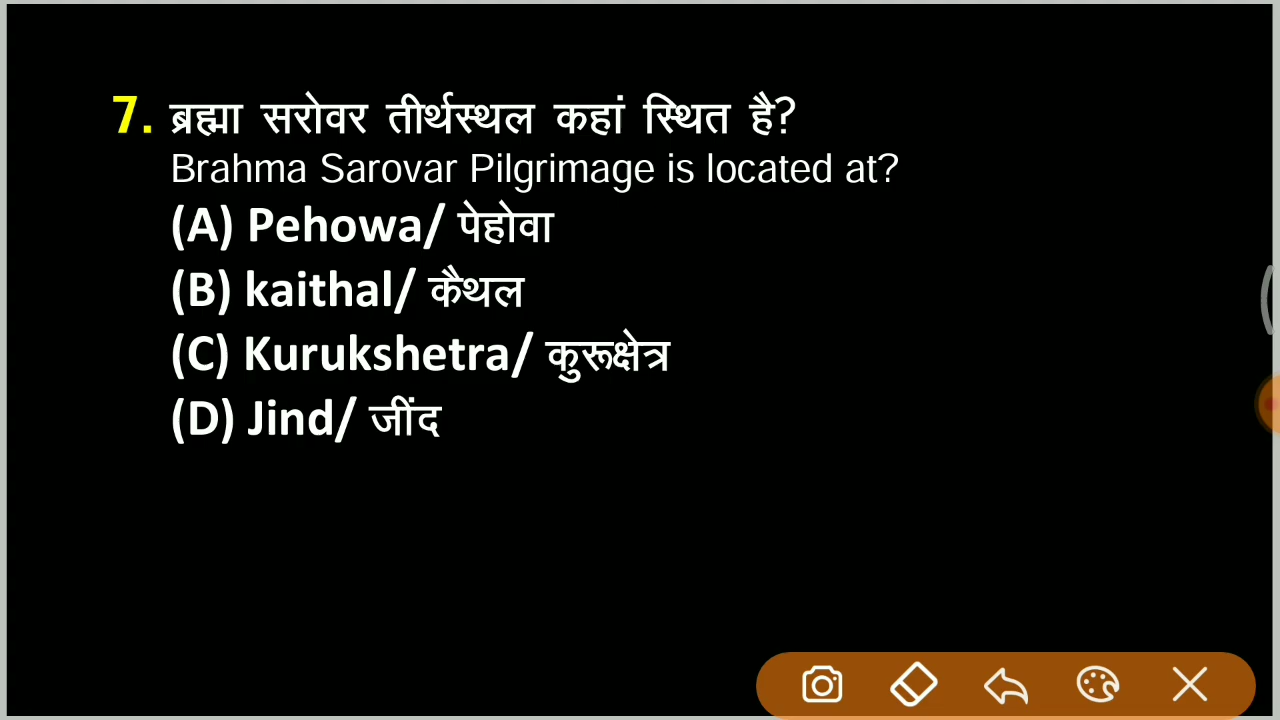 7. ब्रह्मा सरोवर तीर्थस्थल कहां स्थित है?
Brahma Sarovar Pilgrimage is located at?
(A) Pehowa/ पेहोवा
(B) kaithal/ कैथल
(C) Kurukshetra/ कुरूक्षेत्र
(D) Jind/ जींद